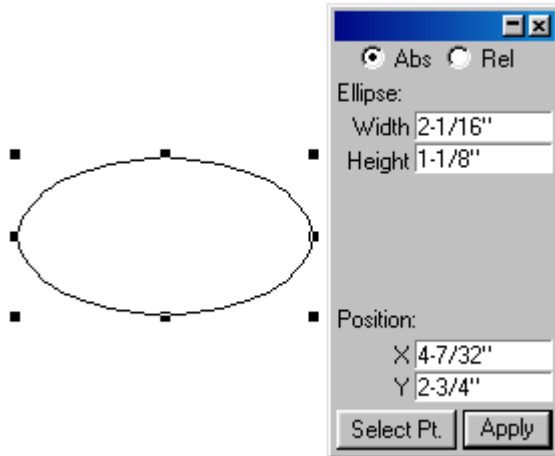 Abs Rel
Ellipse:
Width 2-1/16"
Height 1-1/8"
Position:
X 4-7/32"
Y 2-3/4"
Select Pt. Apply